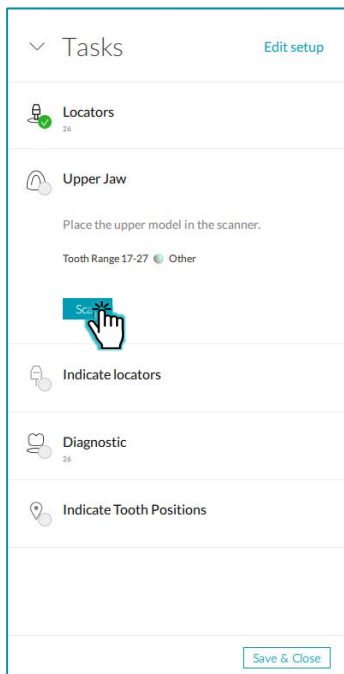 Tasks
Edit setup
Locators
26
Upper Jaw
Place the upper model in the scanner.
Tooth Range 17-27 Other
Indicate locators
Diagnostic
26
Indicate Tooth Positions
Save & Close